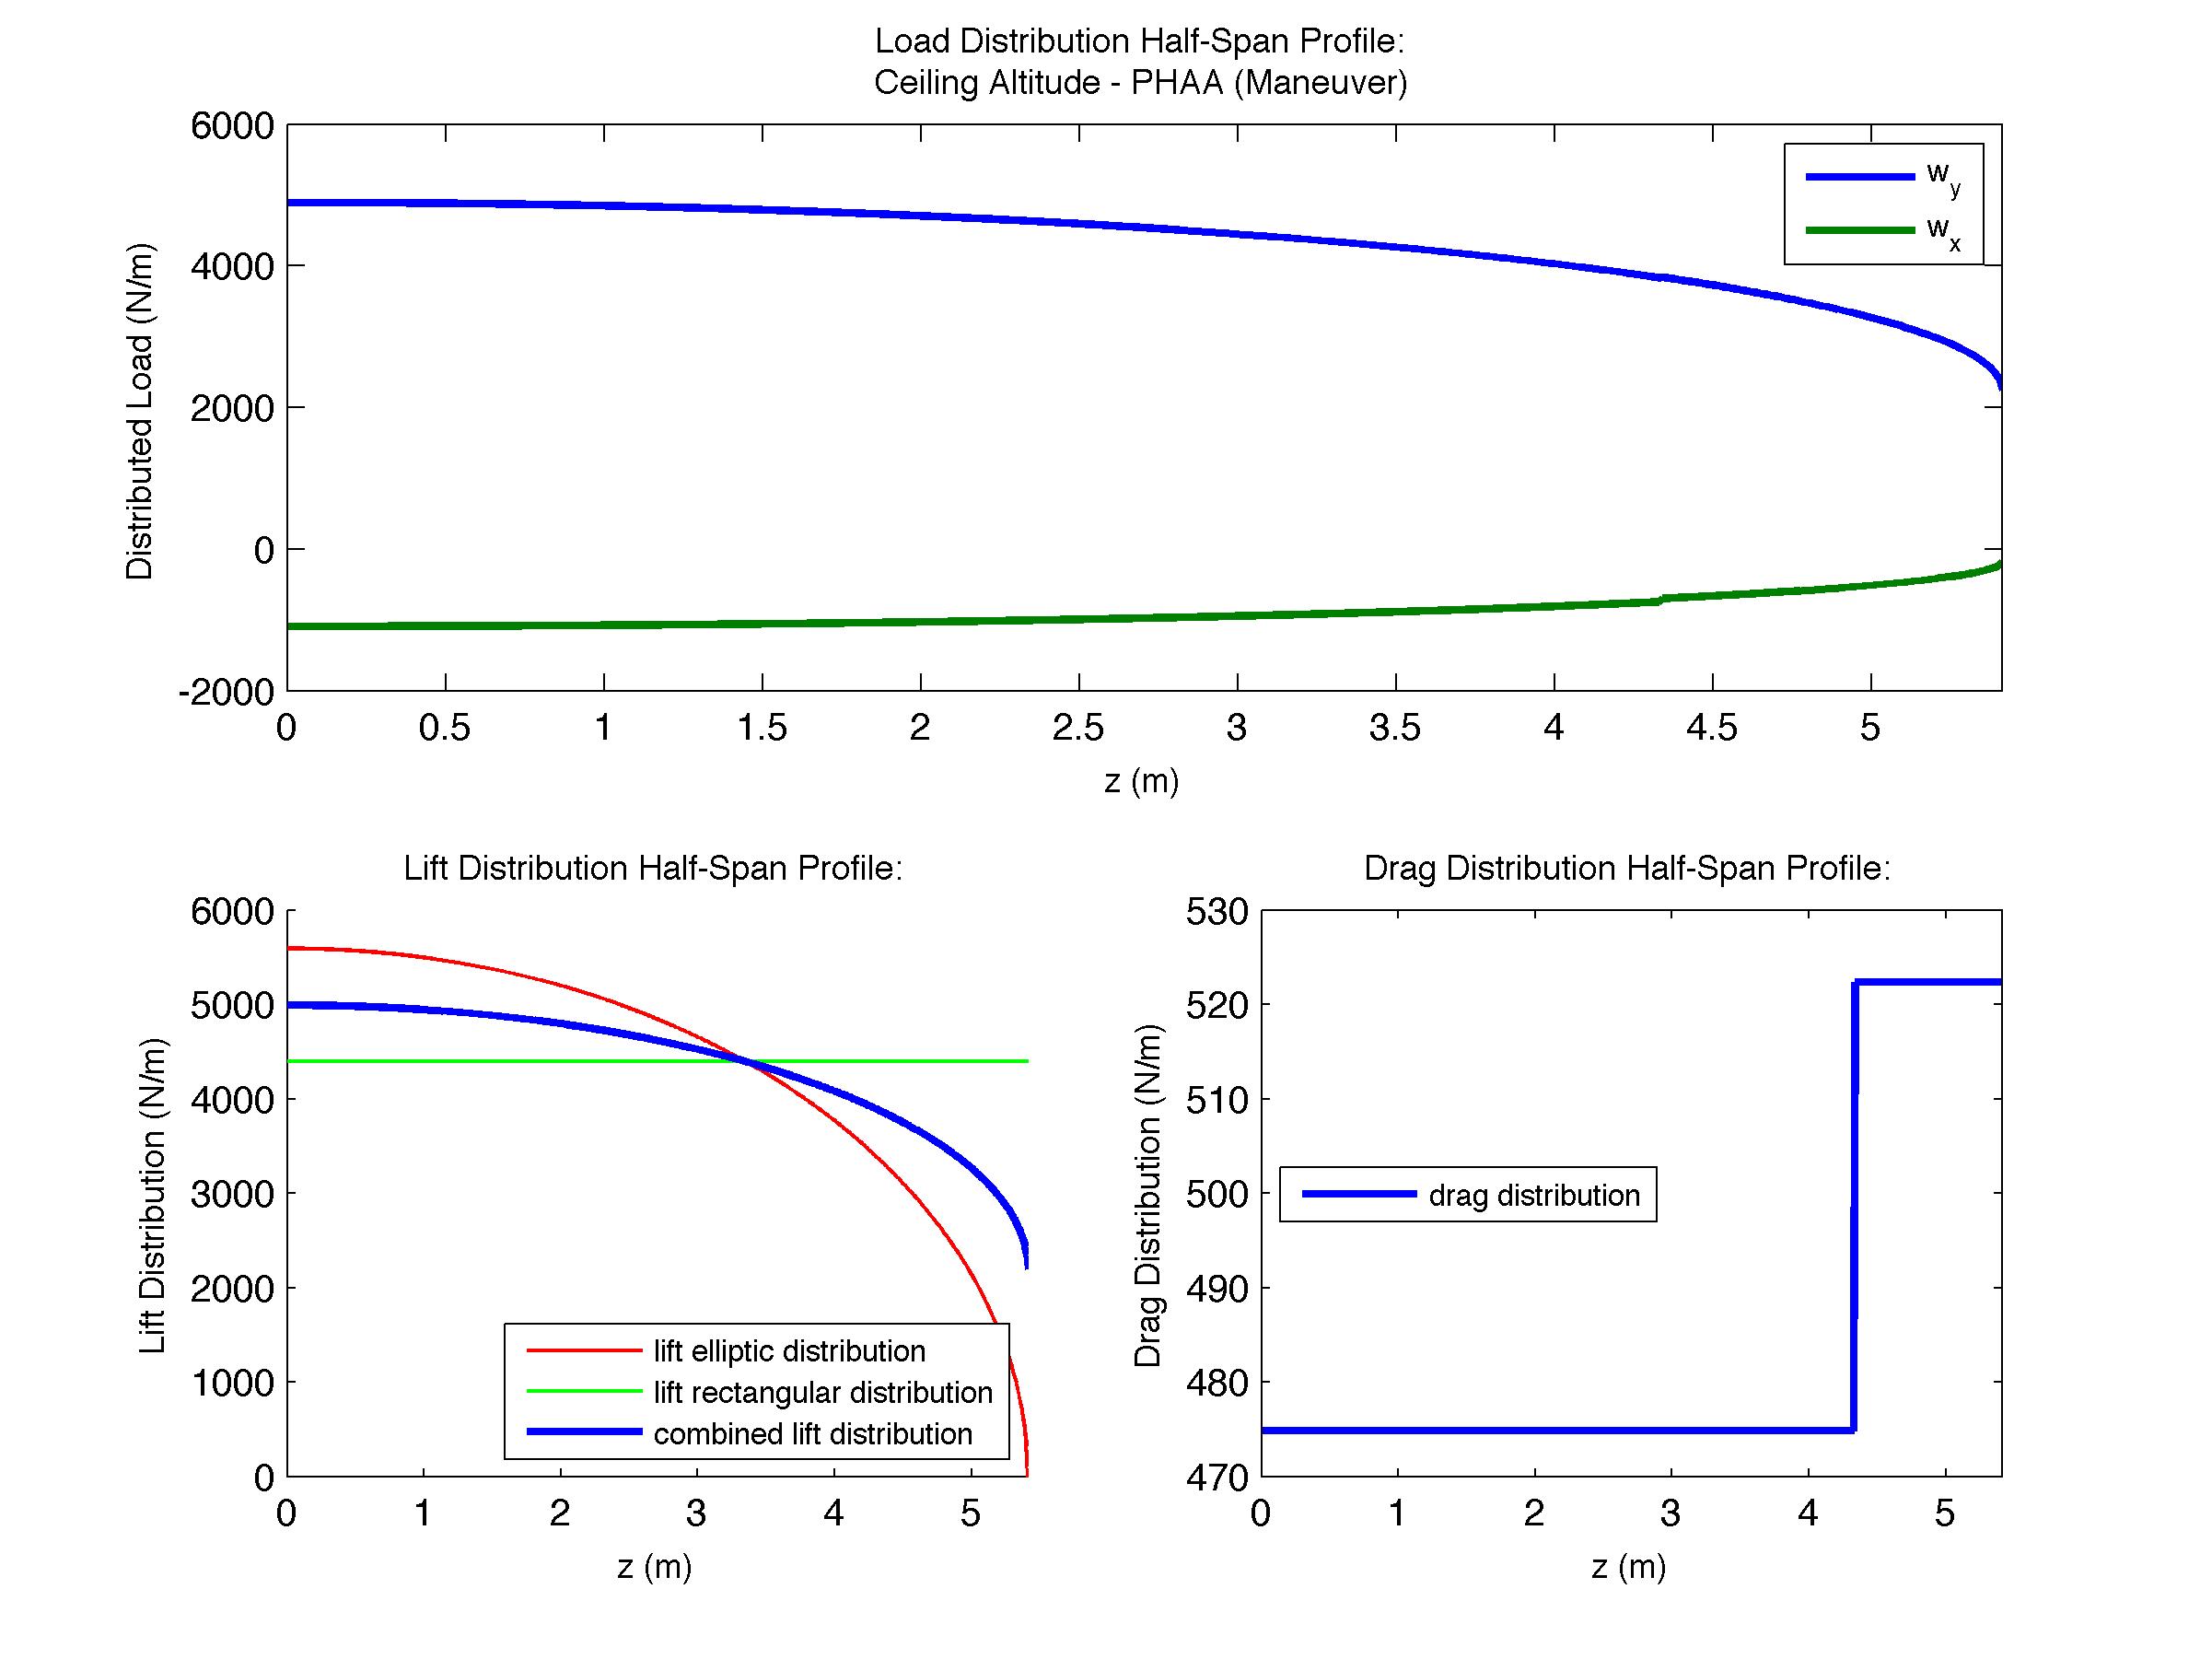 Load Distribution Half-Span Profile:
Ceiling Altitude - PHAA (Maneuver)
6000
4000
2000
0
-2000
Distributed Load (N/m)
w_y
w_x
0 0.5 1 1.5 2 2.5 3 3.5 4 4.5 5
z (m)
Lift Distribution Half-Span Profile:
6000
5000
4000
3000
2000
1000
0
Lift Distribution (N/m)
lift elliptic distribution
lift rectangular distribution
combined lift distribution
0 1 2 3 4 5
z (m)
Drag Distribution Half-Span Profile:
530
520
510
500
490
480
470
Drag Distribution (N/m)
drag distribution
0 1 2 3 4 5
z (m)